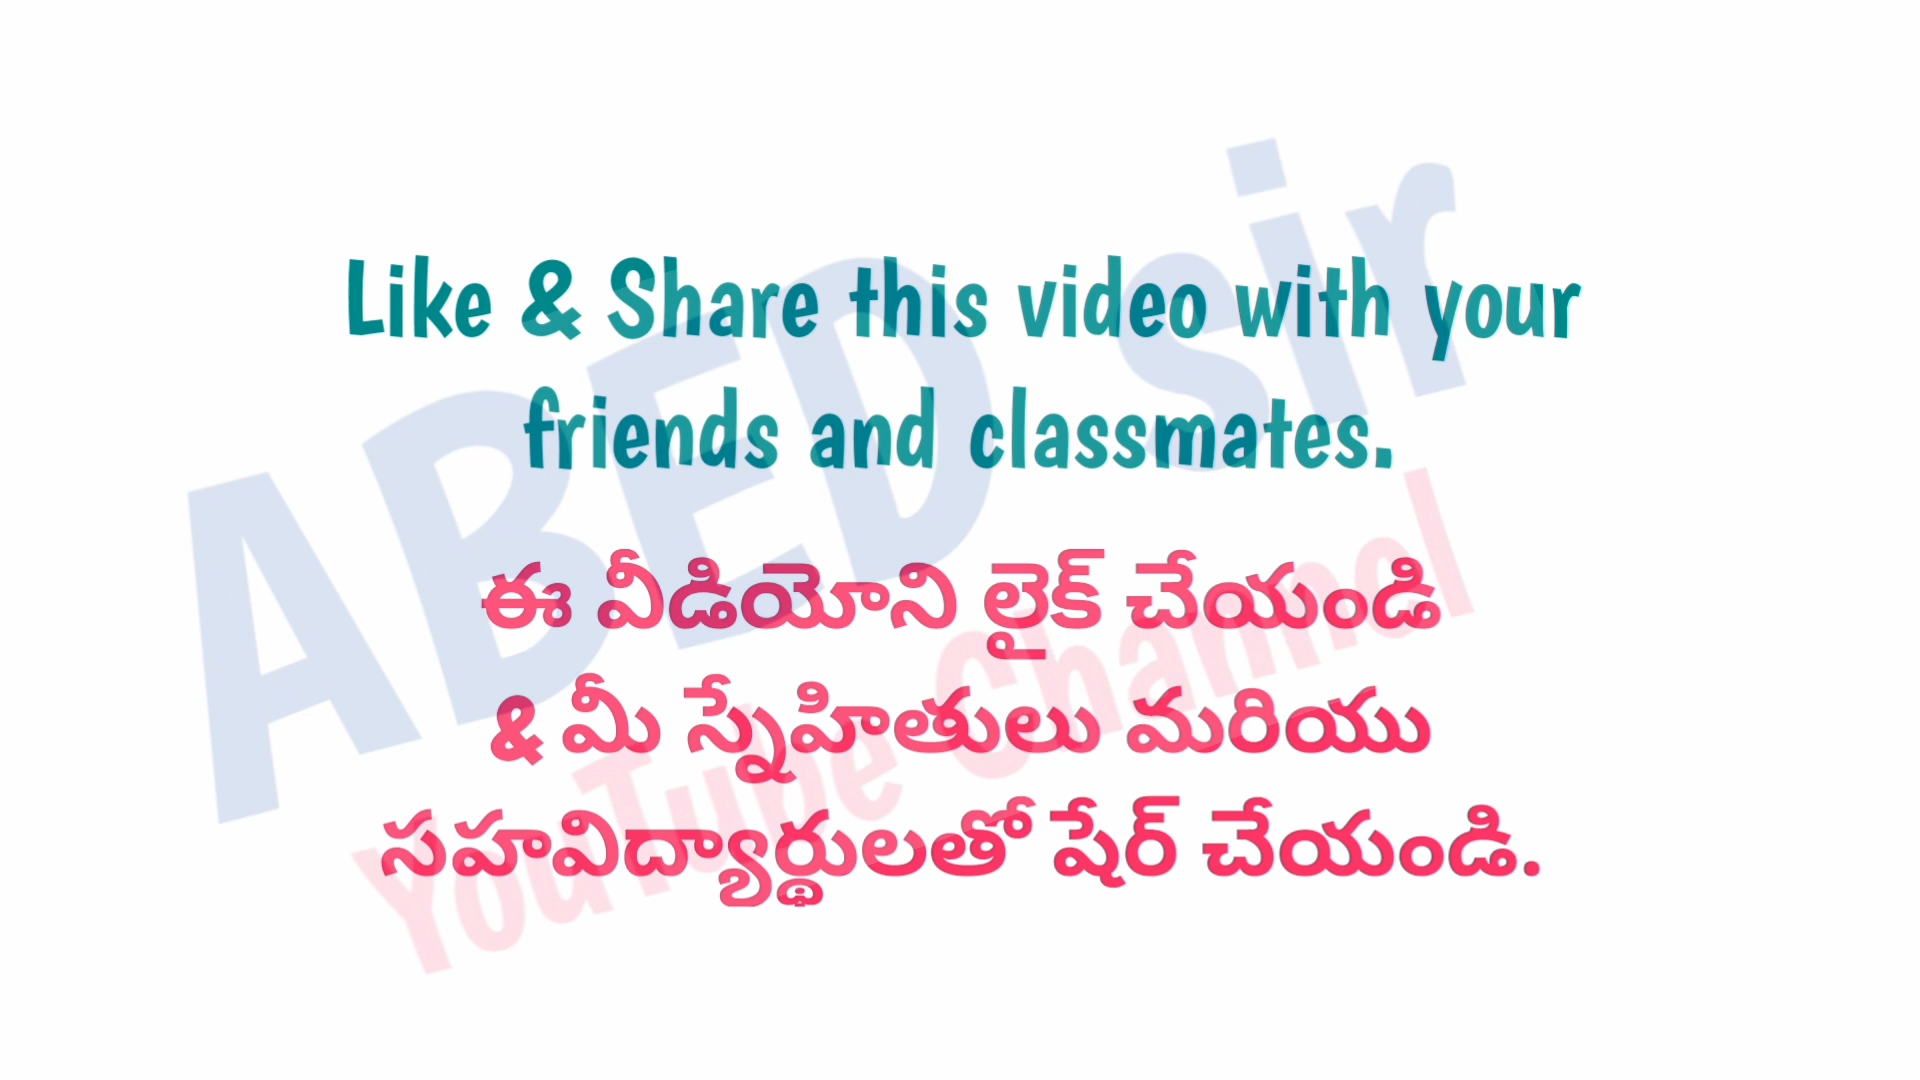 Like & Share this video with your
friends and classmates.
ఈ వీడియోని లైక్ చేయండి
& మీ స్నేహితులు మరియు
సహవిద్యార్థులతో షేర్ చేయండి.
ABED sir
YouTube Channel